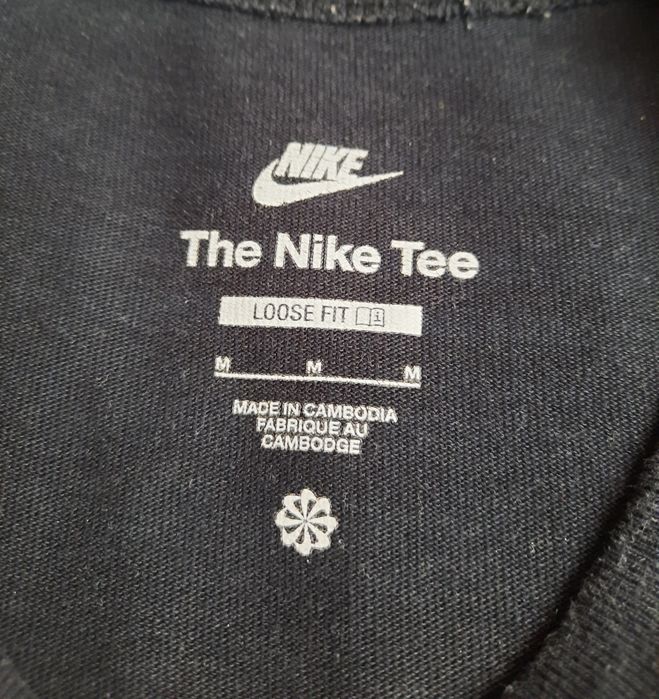 NIKE
The Nike Tee
LOOSE FIT
M M M
MADE IN CAMBODIA
FABRIQUE AU
CAMBODGE